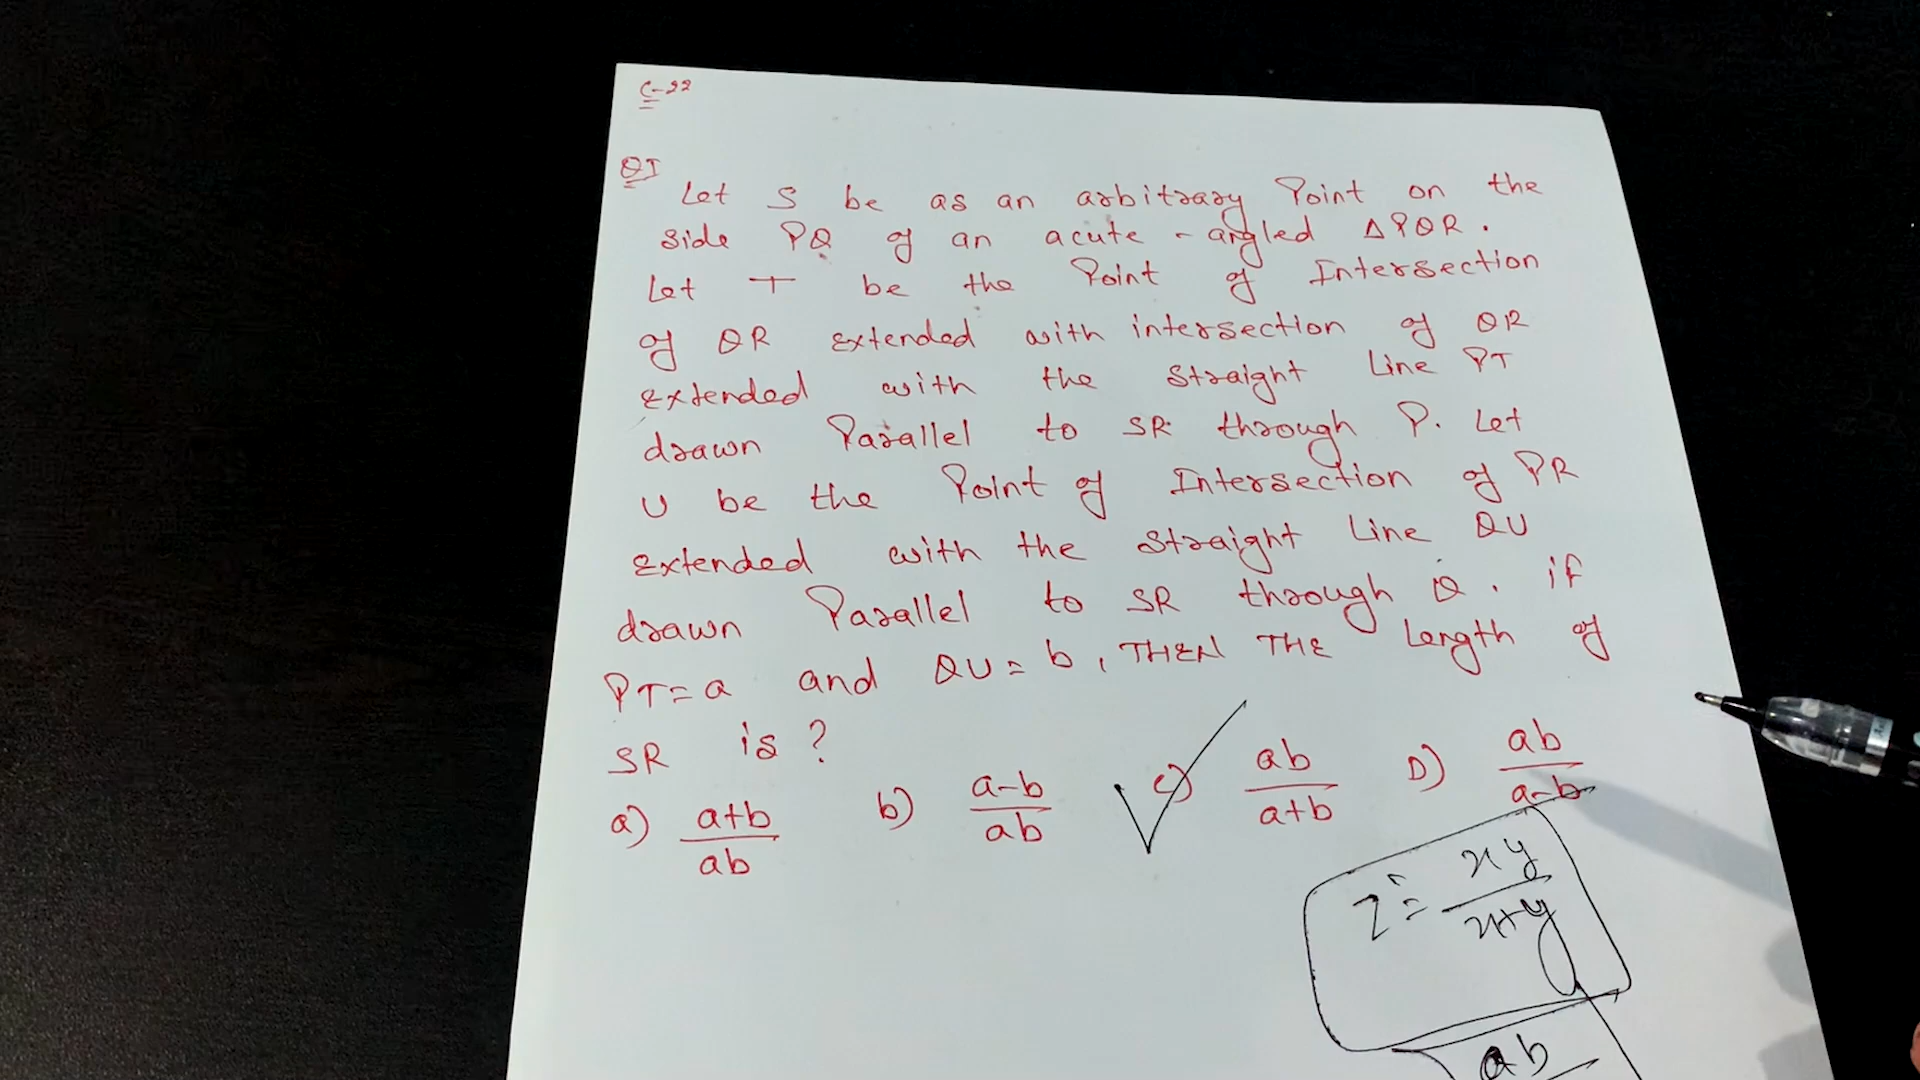 C-22
Q1
Let S be as an arbitrary Point on the
side PQ of an acute - angled ΔPQR.
Let T be the Point of Intersection
of QR extended with intersection of QR
extended with the straight Line PT
drawn Parallel to SR through P. Let
U be the Point of Intersection of PR
extended with the straight Line QU
drawn Parallel to SR through Q. if
PT = a and QU = b, THEN THE Length of
SR is ?
a) a+b/ab b) a-b/ab c) ab/a+b D) ab/a-b
Z = xy/x+y
ab